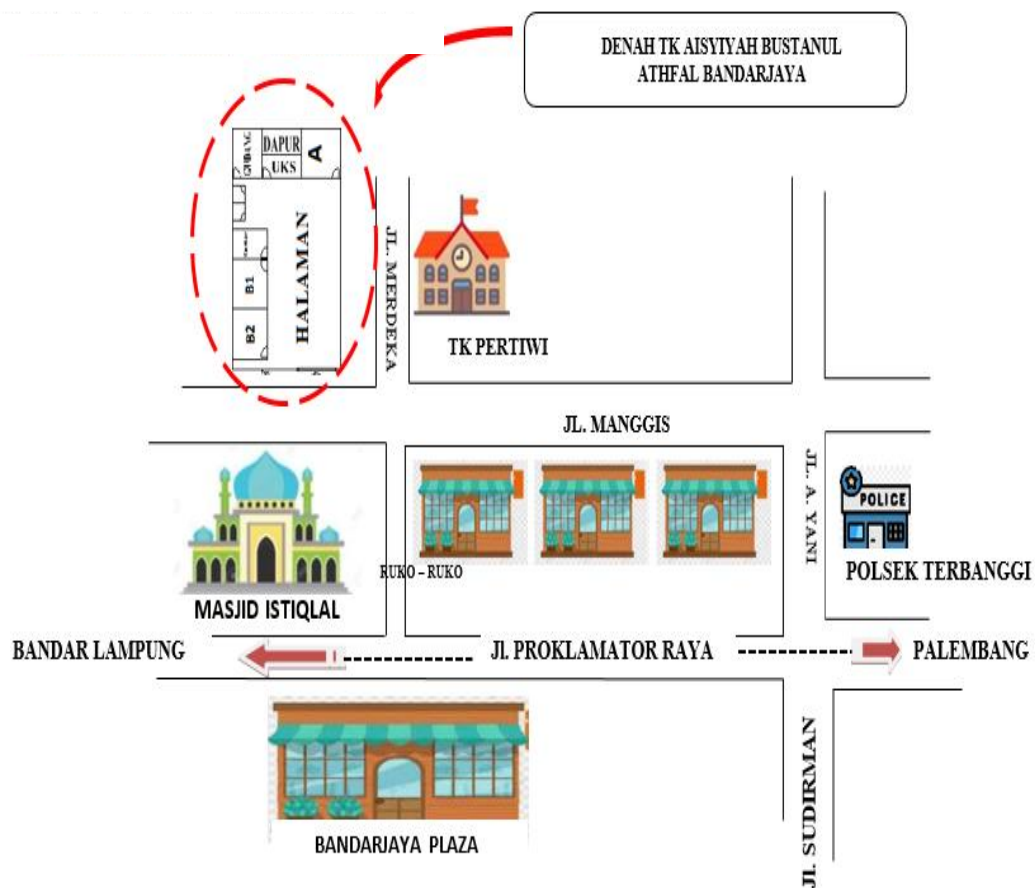 DENAH TK AISYIYAH BUSTANUL
ATHFAL BANDARJAYA
GUDANG
DAPUR
UKS
A
HALAMAN
B1
B2
JL. MERDEKA
TK PERTIWI
JL. MANGGIS
JL. A. YANI
POLICE
RUKO – RUKO
MASJID ISTIQLAL
POLSEK TERBANGGI
BANDAR LAMPUNG
Jl. PROKLAMATOR RAYA
PALEMBANG
Jl. SUDIRMAN
BANDARJAYA PLAZA